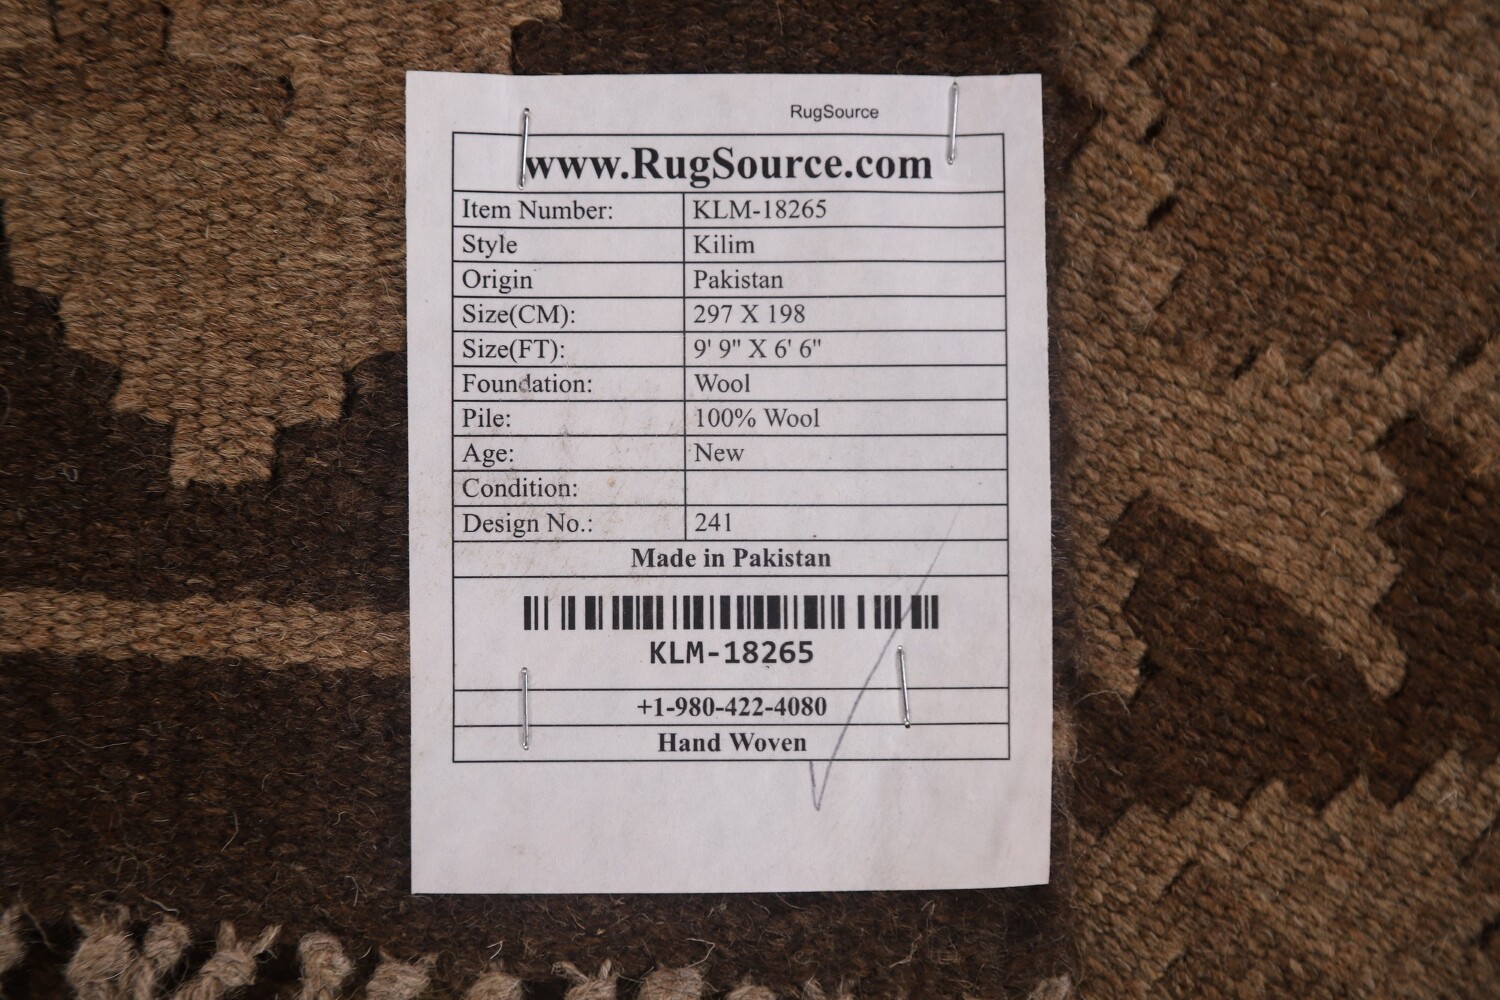 RugSource
www.RugSource.com
Item Number: KLM-18265
Style Kilim
Origin Pakistan
Size(CM): 297 X 198
Size(FT): 9' 9" X 6' 6"
Foundation: Wool
Pile: 100% Wool
Age: New
Condition:
Design No.: 241
Made in Pakistan
KLM-18265
+1-980-422-4080
Hand Woven